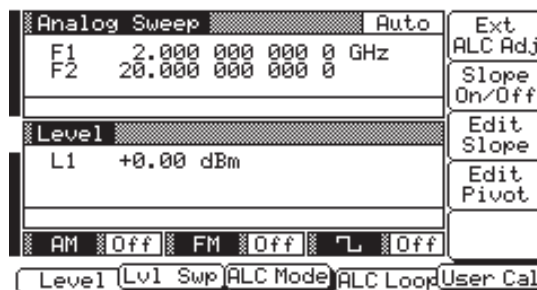 Analog Sweep Auto
F1 2.000 000 000 0 GHz
F2 20.000 000 000 0
Level
L1 +0.00 dBm
AM Off FM Off Off
Ext
ALC Adj
Slope
On/Off
Edit
Slope
Edit
Pivot
Level Lvl Swp ALC Mode ALC Loop User Cal